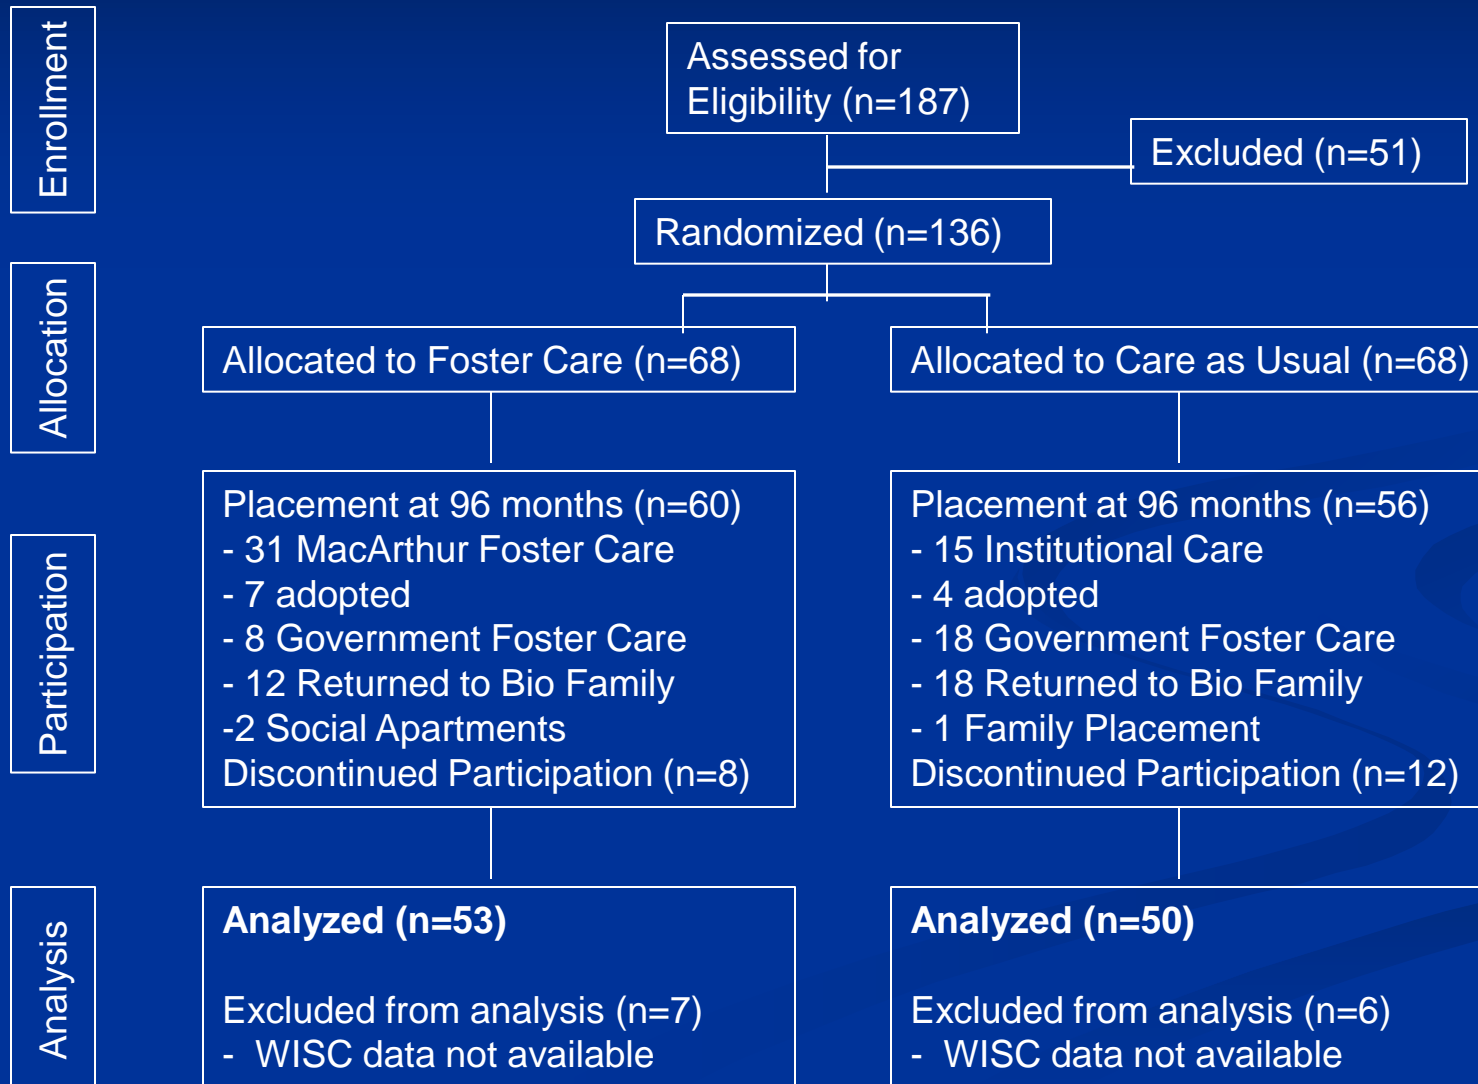 Enrollment
Assessed for
Eligibility (n=187)
Excluded (n=51)
Randomized (n=136)
Allocation
Allocated to Foster Care (n=68)
Allocated to Care as Usual (n=68)
Participation
Placement at 96 months (n=60)
- 31 MacArthur Foster Care
- 7 adopted
- 8 Government Foster Care
- 12 Returned to Bio Family
-2 Social Apartments
Discontinued Participation (n=8)
Placement at 96 months (n=56)
- 15 Institutional Care
- 4 adopted
- 18 Government Foster Care
- 18 Returned to Bio Family
- 1 Family Placement
Discontinued Participation (n=12)
Analysis
Analyzed (n=53)
Excluded from analysis (n=7)
- WISC data not available
Analyzed (n=50)
Excluded from analysis (n=6)
- WISC data not available